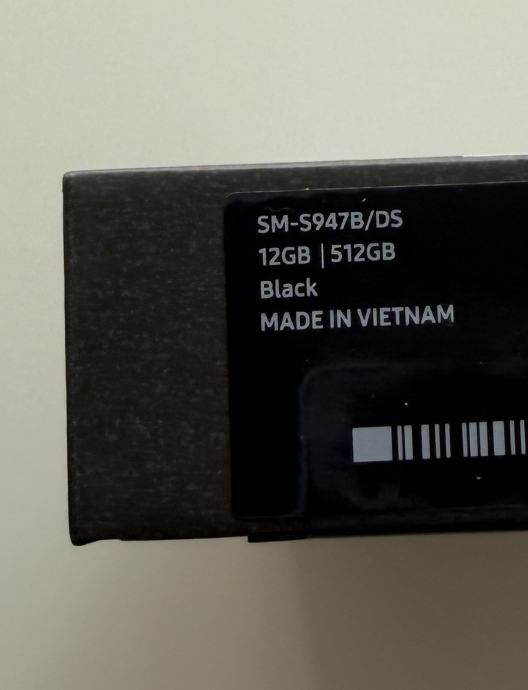 SM-S947B/DS
12GB | 512GB
Black
MADE IN VIETNAM